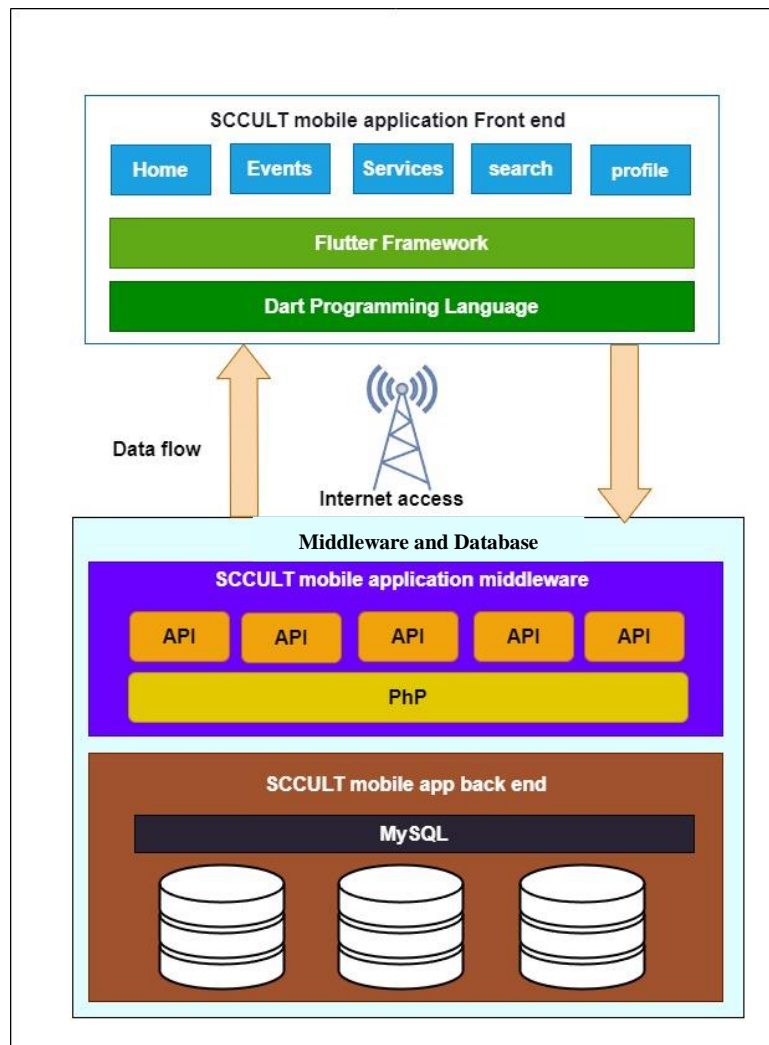 SCCULT mobile application Front end
Home Events Services search profile
Flutter Framework
Dart Programming Language
Data flow
Internet access
Middleware and Database
SCCULT mobile application middleware
API API API API API
PhP
SCCULT mobile app back end
MySQL